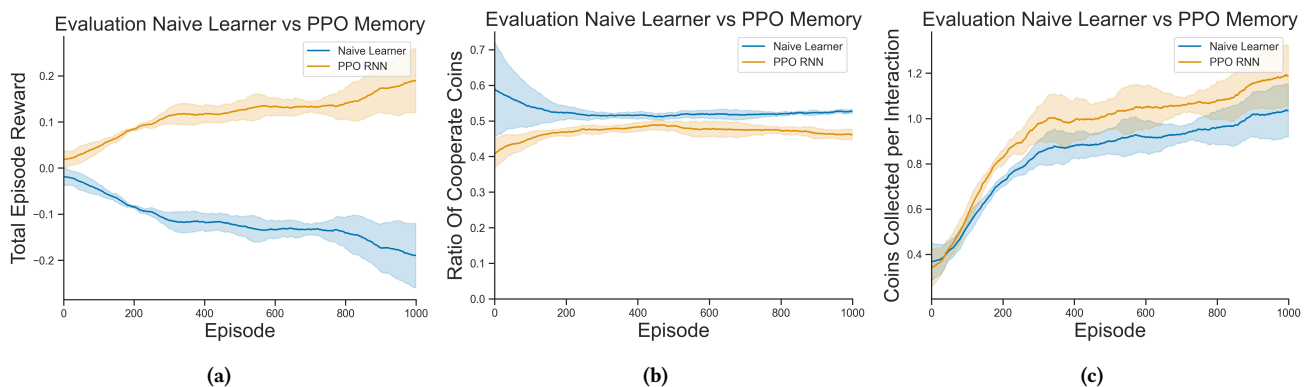 Evaluation Naive Learner vs PPO Memory
Naive Learner
PPO RNN
Total Episode Reward
0.2
0.1
0.0
−0.1
−0.2
0
200
400
600
800
1000
Episode
(a)
Evaluation Naive Learner vs PPO Memory
Naive Learner
PPO RNN
Ratio Of Cooperate Coins
0.7
0.6
0.5
0.4
0.3
0.2
0.1
0.0
0
200
400
600
800
1000
Episode
(b)
Evaluation Naive Learner vs PPO Memory
Naive Learner
PPO RNN
Coins Collected per Interaction
1.2
1.0
0.8
0.6
0.4
0
200
400
600
800
1000
Episode
(c)